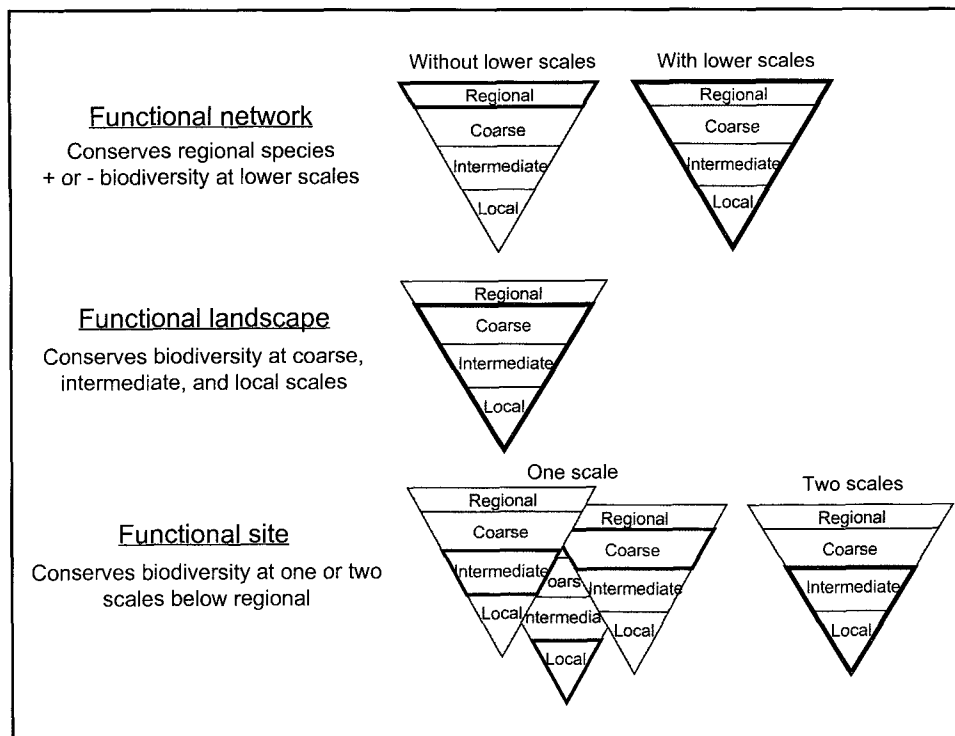 Without lower scales
With lower scales
Functional network
Conserves regional species
+ or - biodiversity at lower scales
Regional
Coarse
Intermediate
Local
Regional
Coarse
Intermediate
Local
Functional landscape
Conserves biodiversity at coarse,
intermediate, and local scales
Regional
Coarse
Intermediate
Local
Functional site
Conserves biodiversity at one or two
scales below regional
One scale
Regional
Coarse
Intermediate
Local
oars
ntermedia
Local
Regional
Coarse
Intermediate
Local
Two scales
Regional
Coarse
Intermediate
Local